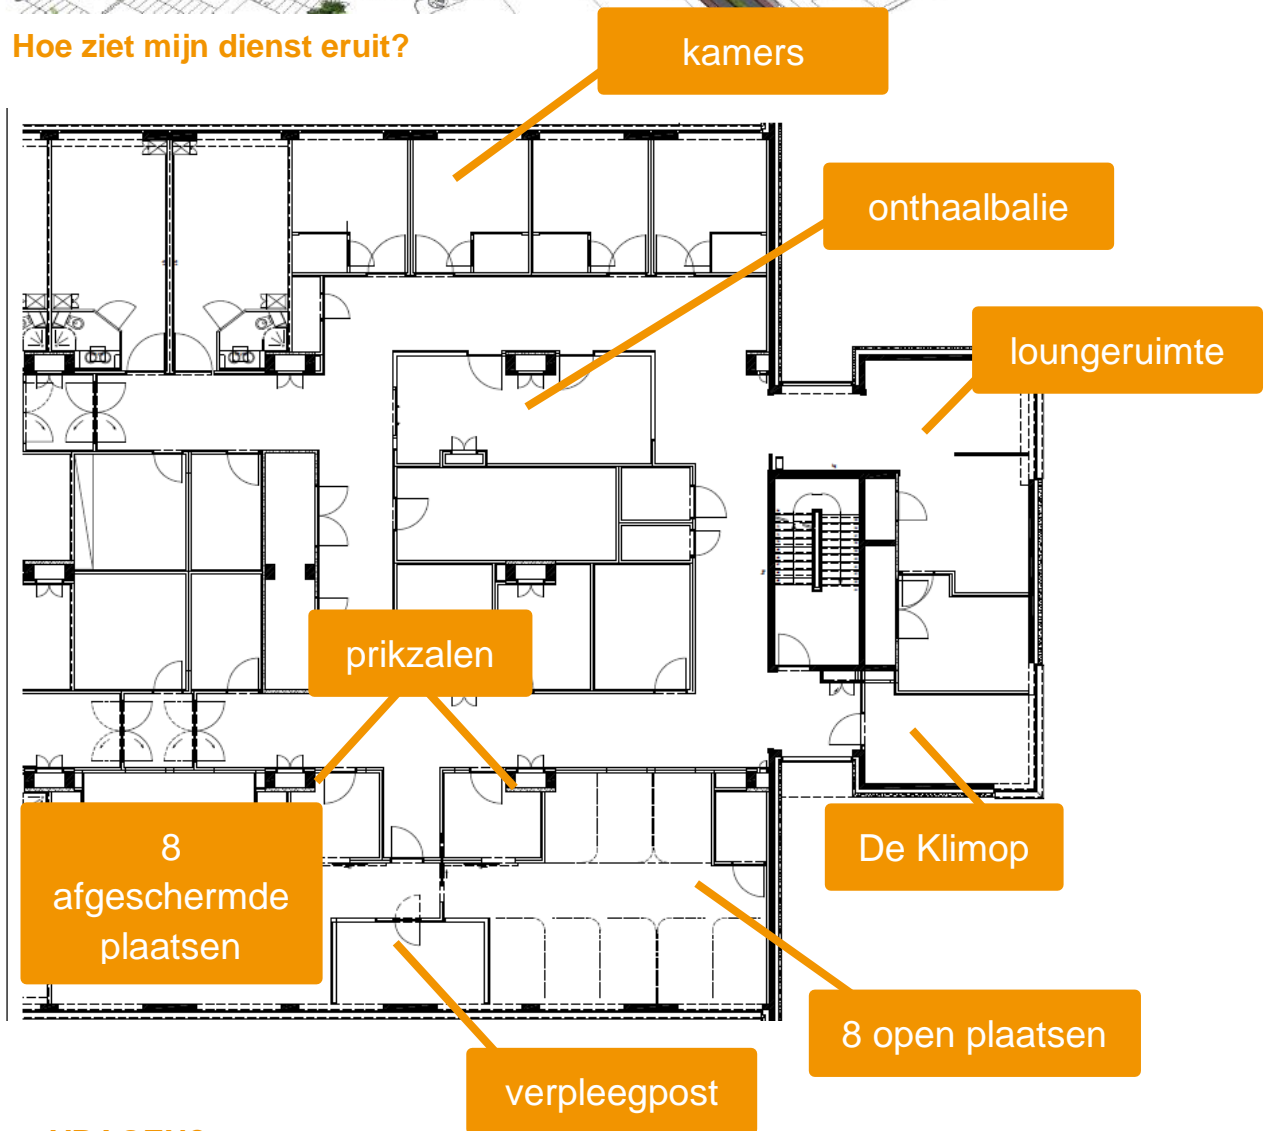 Hoe ziet mijn dienst eruit?
kamers
onthaalbalie
loungeruimte
prikzalen
8
afgeschermde
plaatsen
De Klimop
8 open plaatsen
verpleegpost